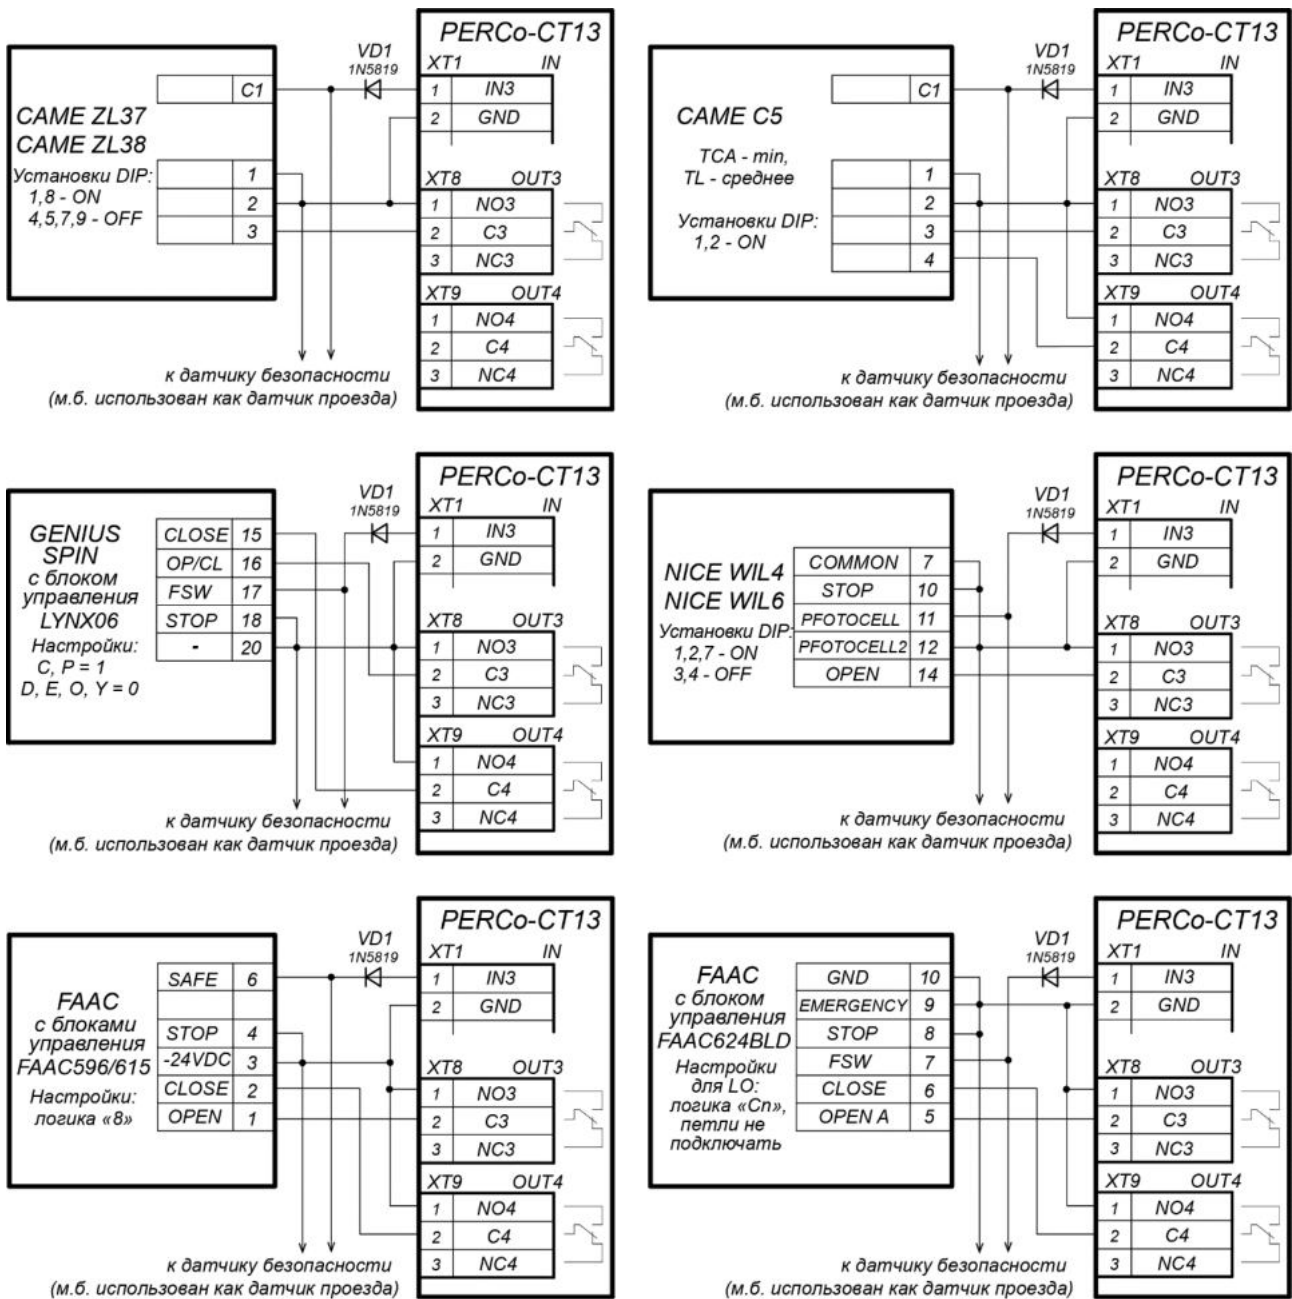 CAME ZL37
CAME ZL38
Установки DIP:
1,8 - ON
4,5,7,9 - OFF
C1
1
2
3
VD1
1N5819
PERCo-CT13
XT1 IN
1 IN3
2 GND
XT8 OUT3
1 NO3
2 C3
3 NC3
XT9 OUT4
1 NO4
2 C4
3 NC4
к датчику безопасности
(м.б. использован как датчик проезда)
CAME C5
TCA - min,
TL - среднее
Установки DIP:
1,2 - ON
C1
1
2
3
4
VD1
1N5819
PERCo-CT13
XT1 IN
1 IN3
2 GND
XT8 OUT3
1 NO3
2 C3
3 NC3
XT9 OUT4
1 NO4
2 C4
3 NC4
к датчику безопасности
(м.б. использован как датчик проезда)
GENIUS
SPIN
с блоком
управления
LYNX06
Настройки:
C, P = 1
D, E, O, Y = 0
CLOSE 15
OP/CL 16
FSW 17
STOP 18
- 20
VD1
1N5819
PERCo-CT13
XT1 IN
1 IN3
2 GND
XT8 OUT3
1 NO3
2 C3
3 NC3
XT9 OUT4
1 NO4
2 C4
3 NC4
к датчику безопасности
(м.б. использован как датчик проезда)
NICE WIL4
NICE WIL6
Установки DIP:
1,2,7 - ON
3,4 - OFF
COMMON 7
STOP 10
PFOTOCELL 11
PFOTOCELL2 12
OPEN 14
VD1
1N5819
PERCo-CT13
XT1 IN
1 IN3
2 GND
XT8 OUT3
1 NO3
2 C3
3 NC3
XT9 OUT4
1 NO4
2 C4
3 NC4
к датчику безопасности
(м.б. использован как датчик проезда)
FAAC
с блоками
управления
FAAC596/615
Настройки:
логика «8»
SAFE 6
STOP 4
-24VDC 3
CLOSE 2
OPEN 1
VD1
1N5819
PERCo-CT13
XT1 IN
1 IN3
2 GND
XT8 OUT3
1 NO3
2 C3
3 NC3
XT9 OUT4
1 NO4
2 C4
3 NC4
к датчику безопасности
(м.б. использован как датчик проезда)
FAAC
с блоком
управления
FAAC624BLD
Настройки
для LO:
логика «Cn»,
петли не
подключать
GND 10
EMERGENCY 9
STOP 8
FSW 7
CLOSE 6
OPEN A 5
VD1
1N5819
PERCo-CT13
XT1 IN
1 IN3
2 GND
XT8 OUT3
1 NO3
2 C3
3 NC3
XT9 OUT4
1 NO4
2 C4
3 NC4
к датчику безопасности
(м.б. использован как датчик проезда)